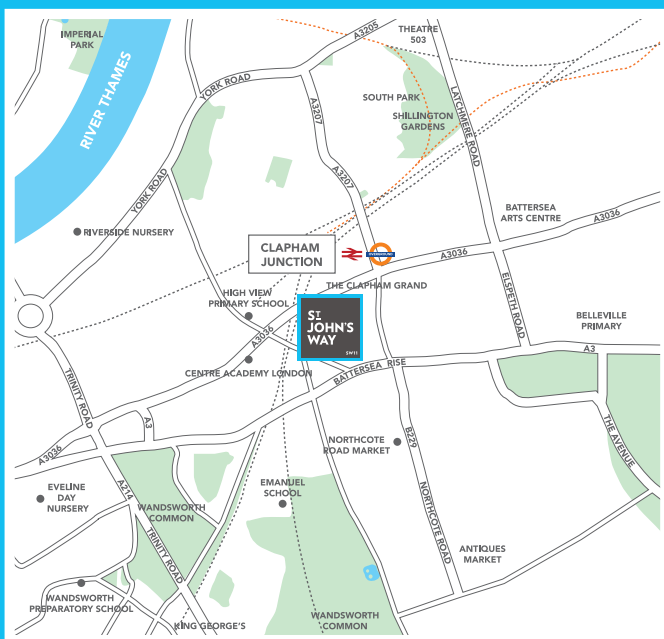 IMPERIAL
PARK
RIVER THAMES
A3205
THEATRE
503
YORK ROAD
A3207
SOUTH PARK
SHILLINGTON
GARDENS
LATCHMERE ROAD
A3207
YORK ROAD
RIVERSIDE NURSERY
BATTERSEA
ARTS CENTRE
A3036
CLAPHAM
JUNCTION
OVERGROUND
A3036
THE CLAPHAM GRAND
ELSPETH ROAD
HIGH VIEW
PRIMARY SCHOOL
ST
JOHN'S
WAY
SW11
BELLEVILLE
PRIMARY
A3036
A3
CENTRE ACADEMY LONDON
BATTERSEA RISE
TRINITY ROAD
A3
THE AVENUE
B229
NORTHCOTE
ROAD MARKET
A3036
EVELINE
DAY
NURSERY
A214
EMANUEL
SCHOOL
WANDSWORTH
COMMON
NORTHCOTE ROAD
TRINITY ROAD
ANTIQUES
MARKET
WANDSWORTH
PREPARATORY SCHOOL
KING GEORGE'S
WANDSWORTH
COMMON